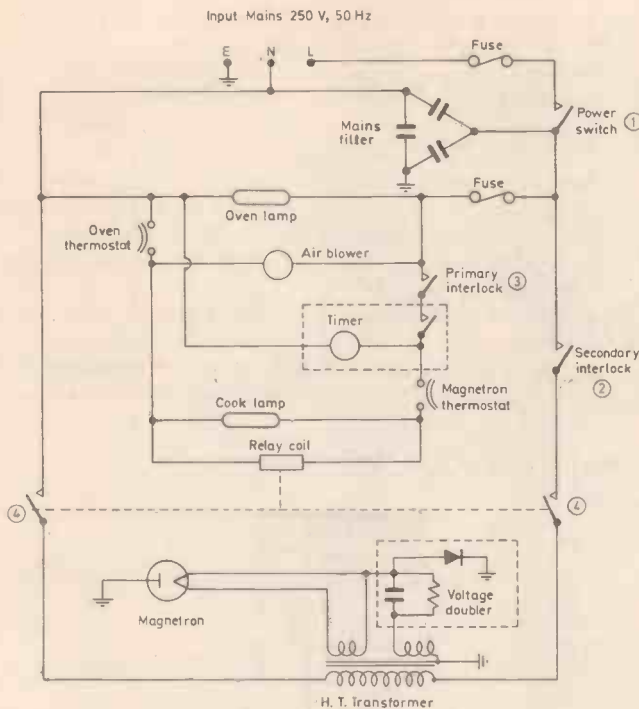 Input Mains 250 V, 50 Hz
E N L
Fuse
Mains
filter
Power
switch ①
Oven lamp
Fuse
Oven
thermostat
Air blower
Primary
interlock ③
Timer
Secondary
interlock
②
Magnetron
thermostat
Cook lamp
Relay coil
④
④
Magnetron
Voltage
doubler
H. T. Transformer